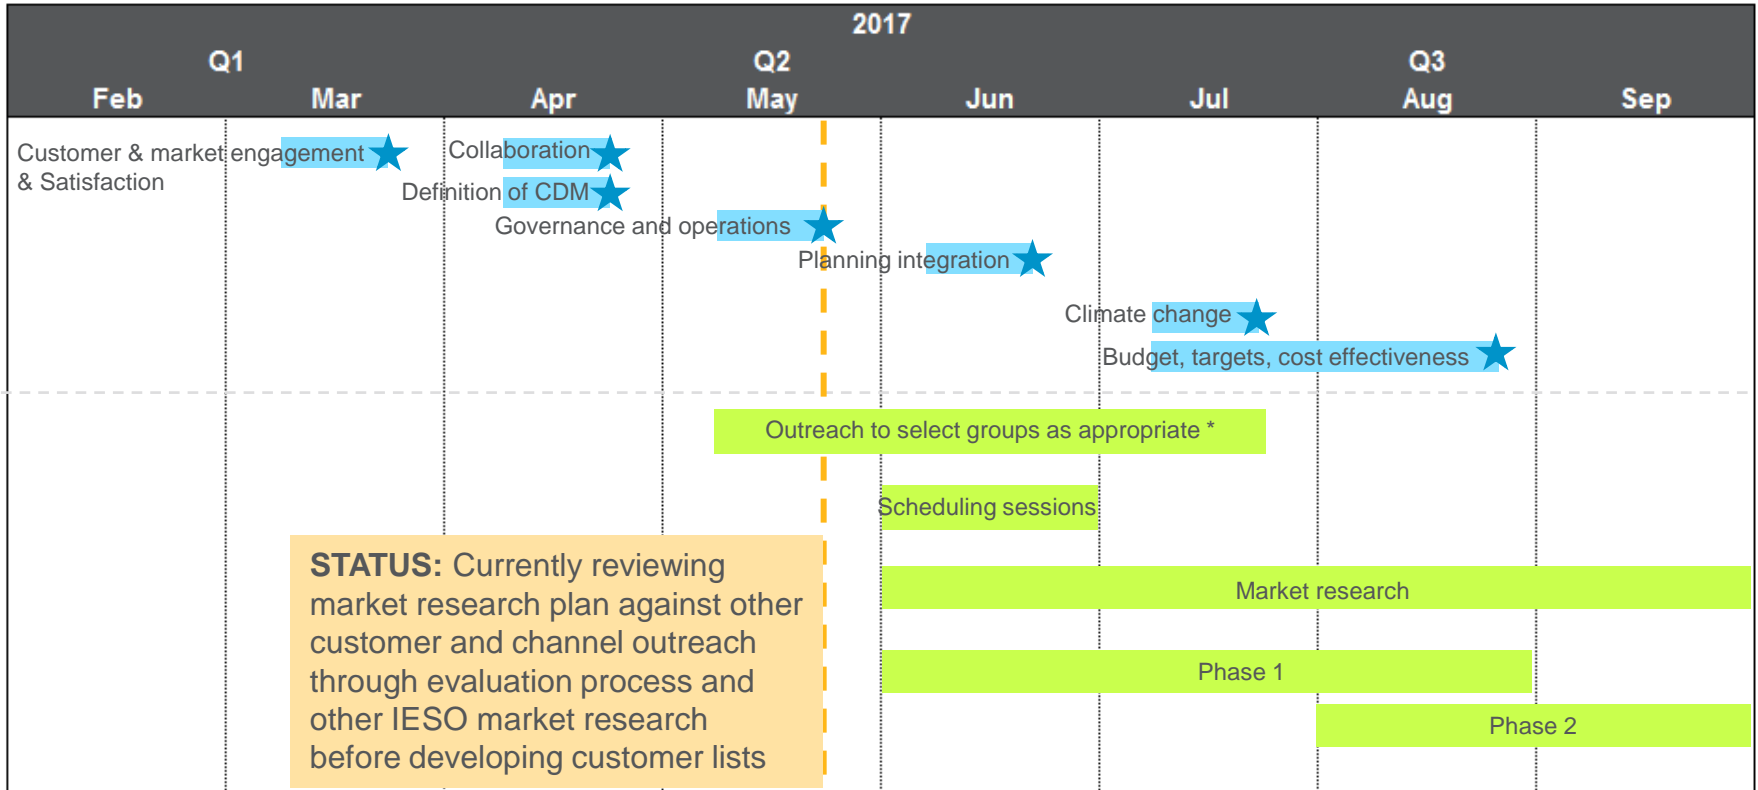 2017
Q1 Q2 Q3
Feb Mar Apr May Jun Jul Aug Sep
Customer & market engagement
& Satisfaction
Collaboration
Definition of CDM
Governance and operations
Planning integration
Climate change
Budget, targets, cost effectiveness
Outreach to select groups as appropriate *
Scheduling sessions
STATUS: Currently reviewing
market research plan against other
customer and channel outreach
through evaluation process and
other IESO market research
before developing customer lists
Market research
Phase 1
Phase 2